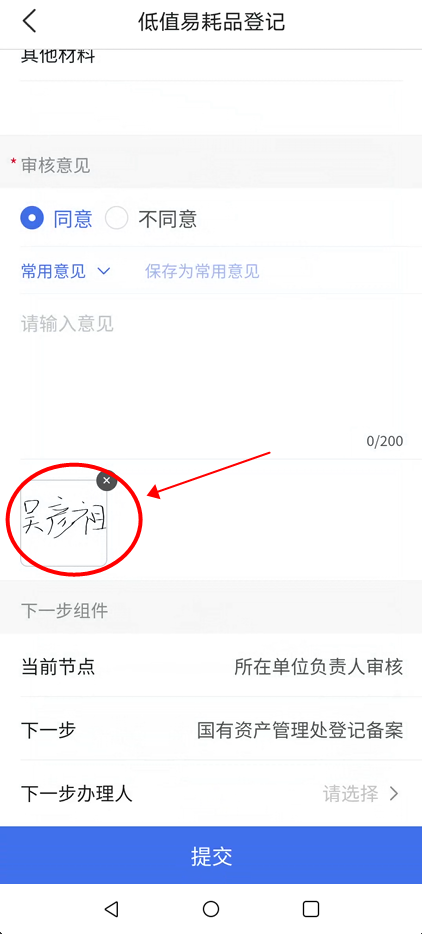 低值易耗品登记
其他材料
*审核意见
同意 不同意
常用意见 保存为常用意见
请输入意见
0/200
吴彦祖
下一步组件
当前节点 所在单位负责人审核
下一步 国有资产管理处登记备案
下一步办理人 请选择
提交